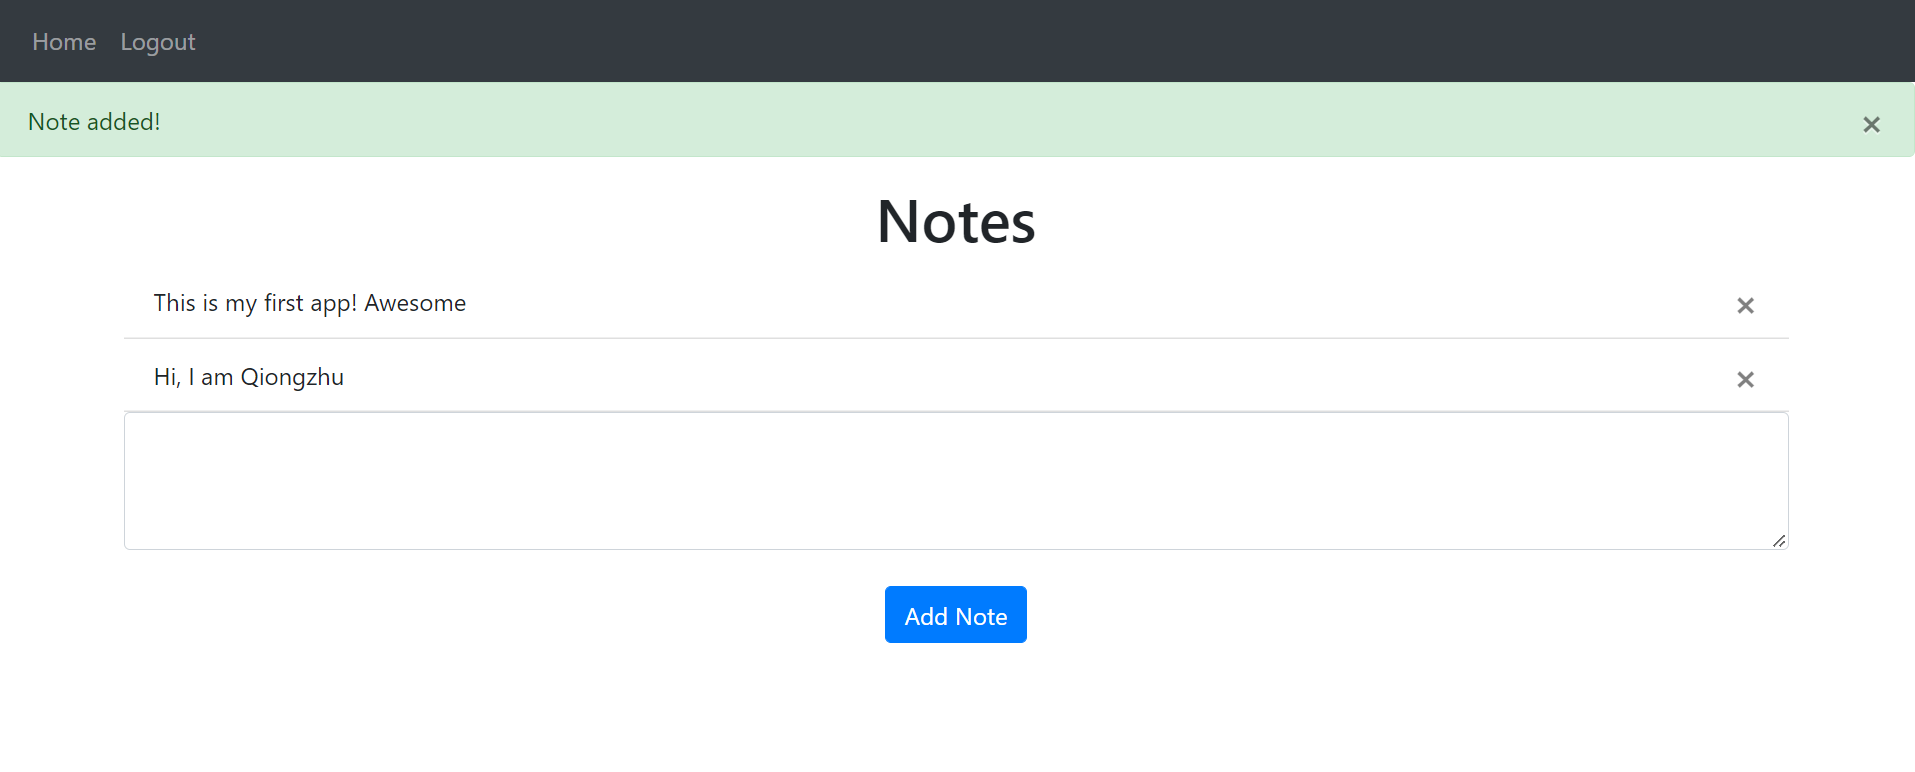 Home Logout
Note added! ×
Notes
This is my first app! Awesome ×
Hi, I am Qiongzhu ×
Add Note